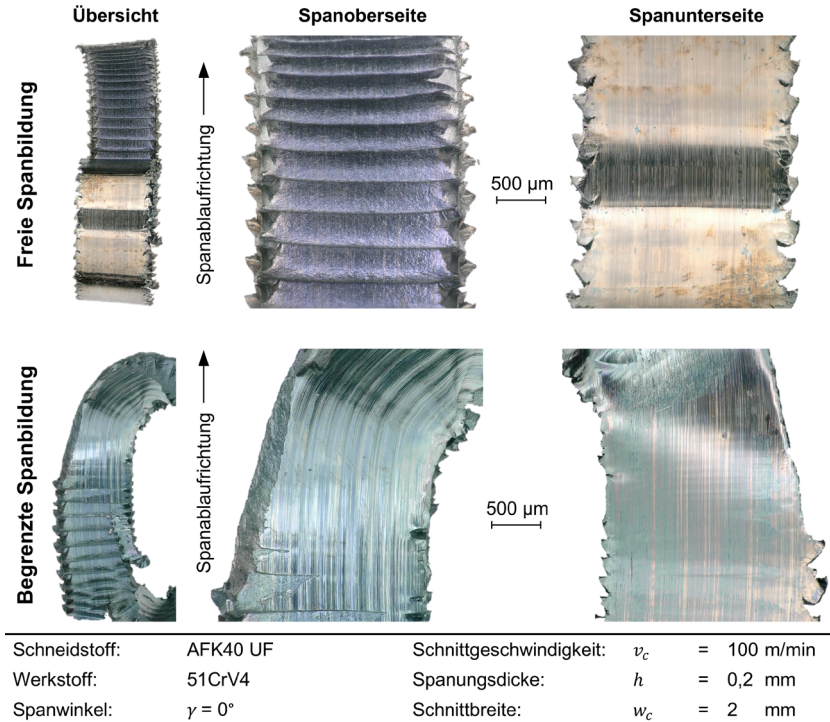 Übersicht
Spanoberseite
Spanunterseite
Freie Spanbildung
Spanablaufrichtung
500 µm
Begrenzte Spanbildung
Spanablaufrichtung
500 µm
Schneidstoff: AFK40 UF Schnittgeschwindigkeit: v_c = 100 m/min
Werkstoff: 51CrV4 Spanungsdicke: h = 0,2 mm
Spanwinkel: γ = 0° Schnittbreite: w_c = 2 mm